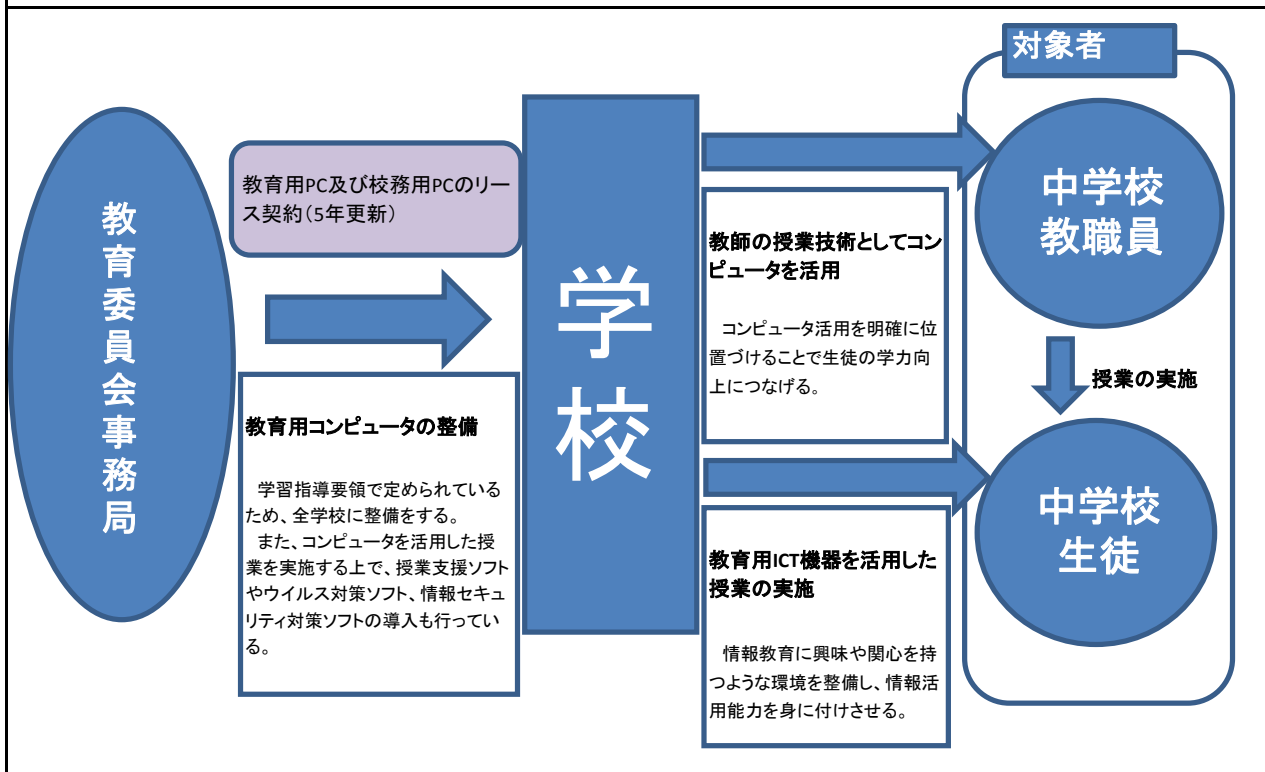 教育委員会事務局
教育用PC及び校務用PCのリー
ス契約（5年更新）
教育用コンピュータの整備
学習指導要領で定められている
ため、全学校に整備をする。
また、コンピュータを活用した授
業を実施する上で、授業支援ソフト
やウイルス対策ソフト、情報セキュ
リティ対策ソフトの導入も行ってい
る。
学校
教師の授業技術としてコン
ピュータを活用
コンピュータ活用を明確に位
置づけることで生徒の学力向
上につなげる。
教育用ICT機器を活用した
授業の実施
情報教育に興味や関心を持
つような環境を整備し、情報活
用能力を身に付けさせる。
対象者
中学校
教職員
授業の実施
中学校
生徒